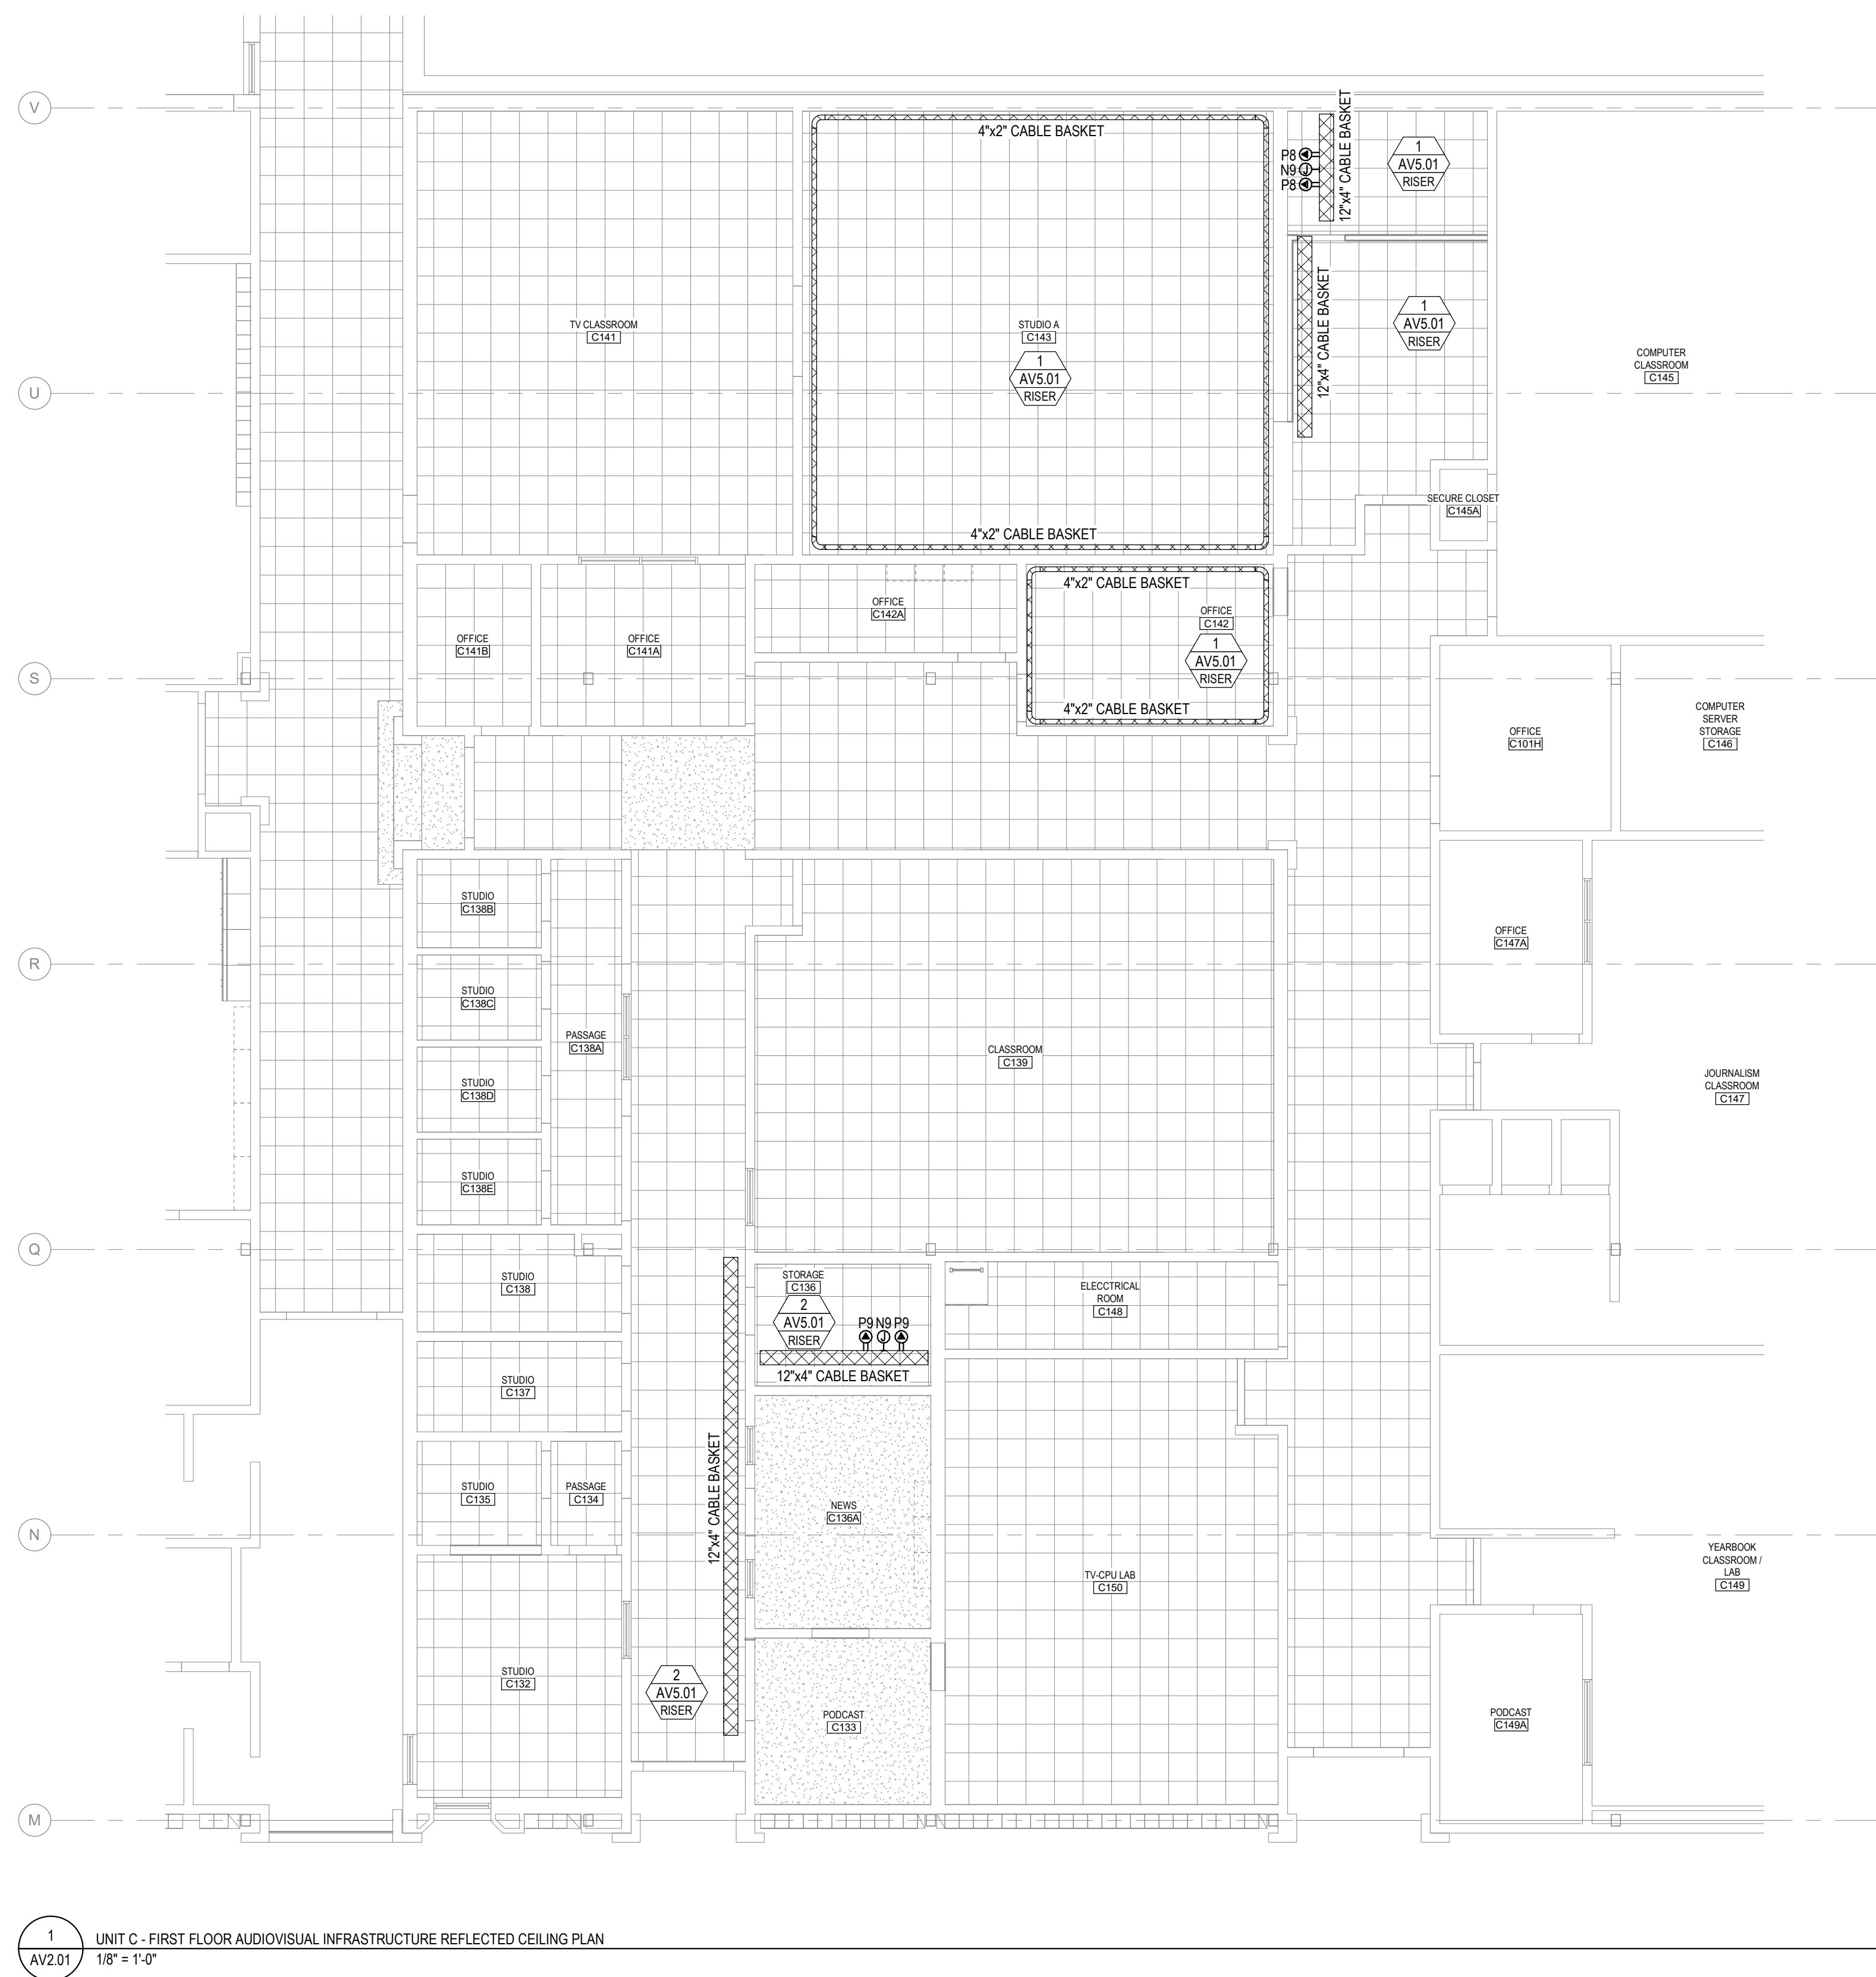 V
4"x2" CABLE BASKET
12"x4" CABLE BASKET
P8
N9 J
P8
1
AV5.01
RISER
12"x4" CABLE BASKET
1
AV5.01
RISER
TV CLASSROOM
C141
STUDIO A
C143
1
AV5.01
RISER
COMPUTER
CLASSROOM
C145
U
SECURE CLOSET
C145A
4"x2" CABLE BASKET
4"x2" CABLE BASKET
OFFICE
C142A
OFFICE
C142
1
AV5.01
RISER
OFFICE
C141B
OFFICE
C141A
S
4"x2" CABLE BASKET
OFFICE
C101H
COMPUTER
SERVER
STORAGE
C146
STUDIO
C138B
OFFICE
C147A
R
STUDIO
C138C
PASSAGE
C138A
CLASSROOM
C139
STUDIO
C138D
JOURNALISM
CLASSROOM
C147
STUDIO
C138E
Q
STUDIO
C138
STORAGE
C136
2
AV5.01
RISER
P9 N9 P9
J
12"x4" CABLE BASKET
ELECCTRICAL
ROOM
C148
STUDIO
C137
12"x4" CABLE BASKET
STUDIO
C135
PASSAGE
C134
NEWS
C136A
N
TV-CPU LAB
C150
YEARBOOK
CLASSROOM /
LAB
C149
STUDIO
C132
2
AV5.01
RISER
PODCAST
C133
PODCAST
C149A
M
1
AV2.01
UNIT C - FIRST FLOOR AUDIOVISUAL INFRASTRUCTURE REFLECTED CEILING PLAN
1/8" = 1'-0"